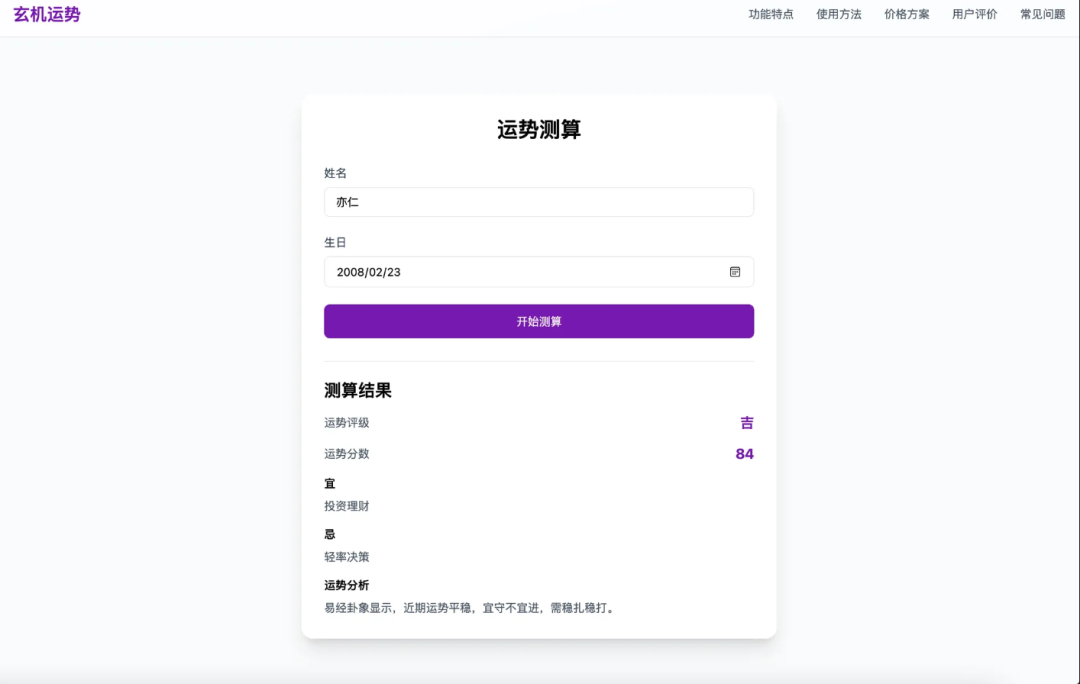 玄机运势
功能特点 使用方法 价格方案 用户评价 常见问题
运势测算
姓名
亦仁
生日
2008/02/23
开始测算
测算结果
运势评级 吉
运势分数 84
宜
投资理财
忌
轻率决策
运势分析
易经卦象显示，近期运势平稳，宜守不宜进，需稳扎稳打。